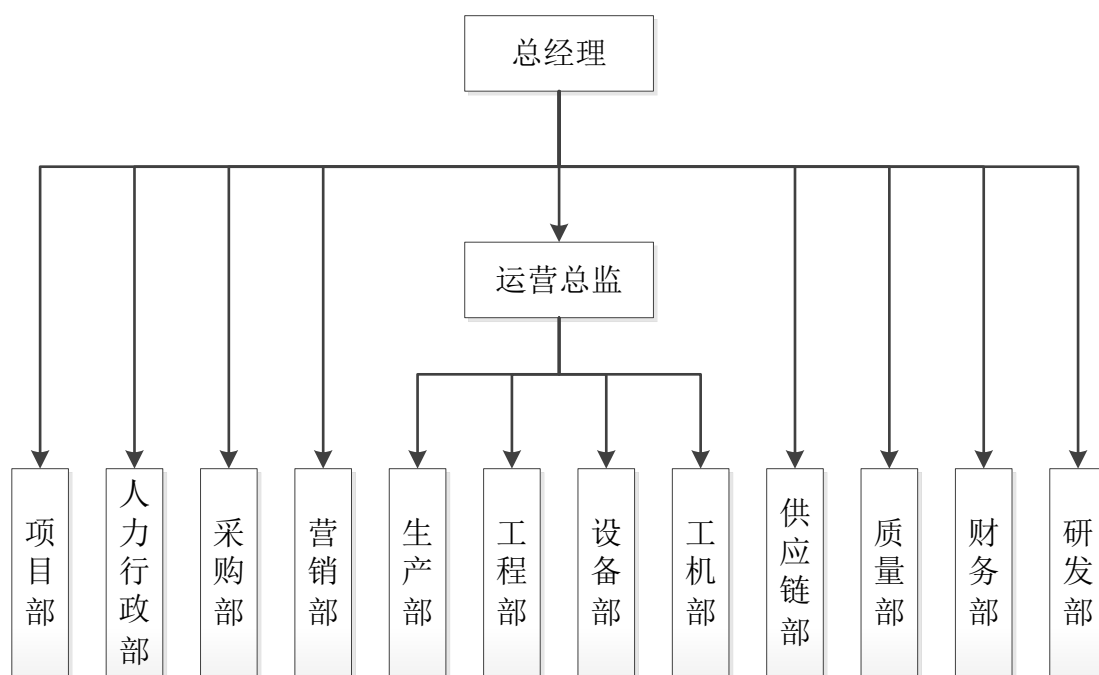 总经理
运营总监
项目部
人力行政部
采购部
营销部
生产部
工程部
设备部
工机部
供应链部
质量部
财务部
研发部